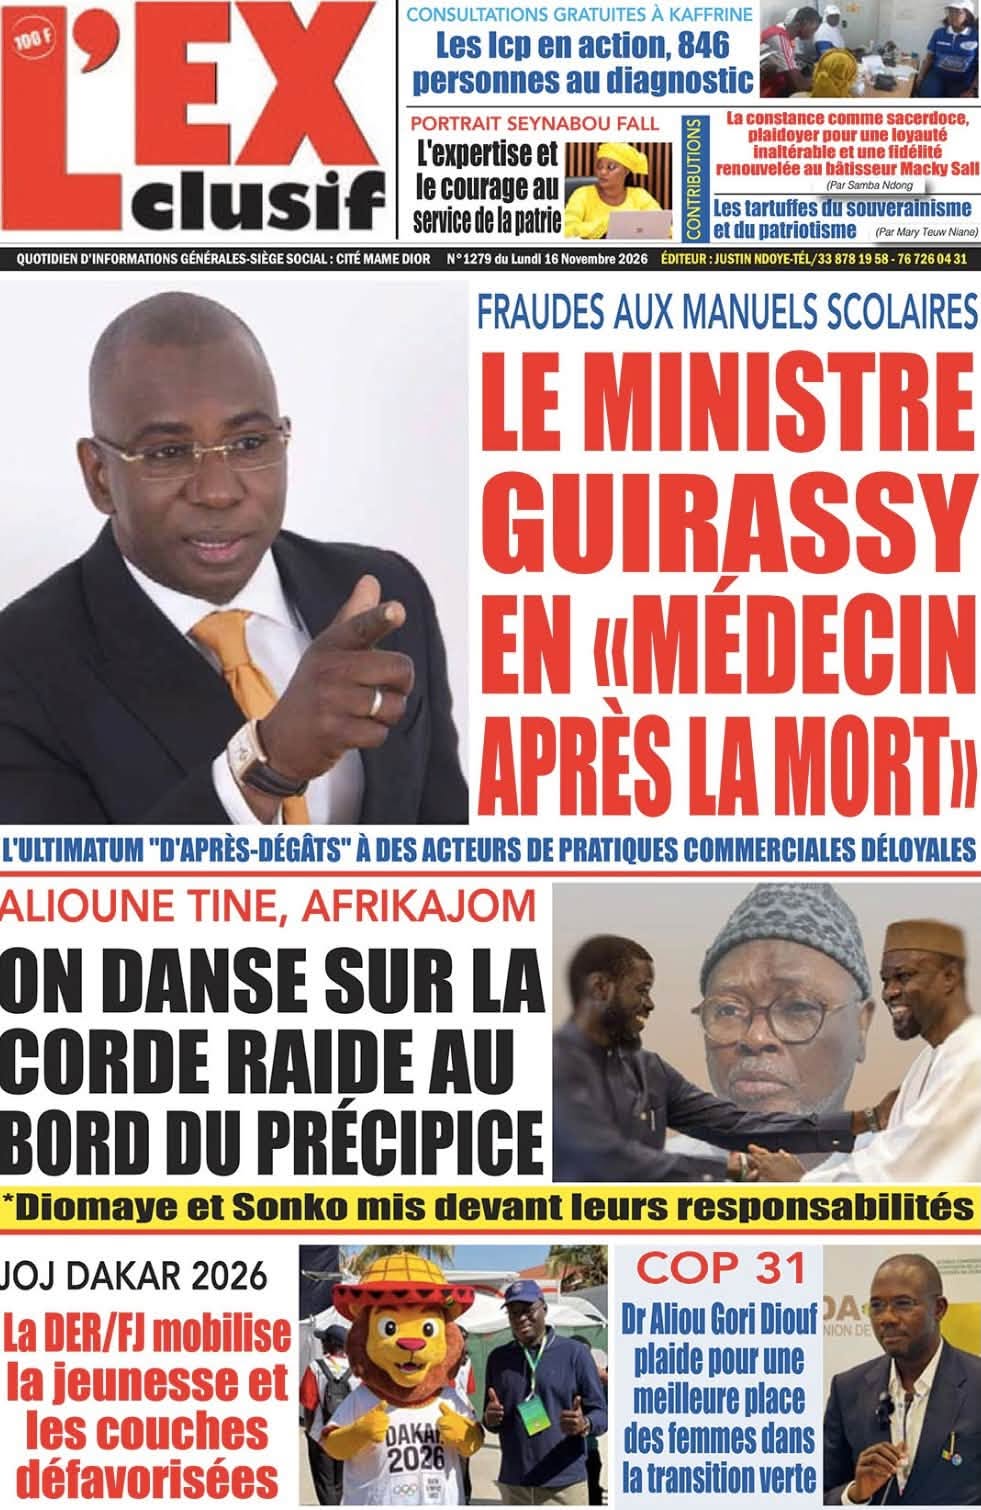 100 F
L'EX
clusif
CONSULTATIONS GRATUITES À KAFFRINE
Les Icp en action, 846
personnes au diagnostic
PORTRAIT SEYNABOU FALL
L'expertise et
le courage au
service de la patrie
CONTRIBUTIONS
La constance comme sacerdoce,
plaidoyer pour une loyauté
inaltérable et une fidélité
renouvelée au bâtisseur Macky Sall
(Par Samba Ndong
Les tartuffes du souverainisme
et du patriotisme (Par Mary Teuw Niane)
QUOTIDIEN D'INFORMATIONS GÉNÉRALES-SIÈGE SOCIAL : CITÉ MAME DIOR N°1279 du Lundi 16 Novembre 2026 ÉDITEUR : JUSTIN NDOYE-TÉL/33 878 19 58 - 76 726 04 31
FRAUDES AUX MANUELS SCOLAIRES
LE MINISTRE
GUIRASSY
EN «MÉDECIN
APRÈS LA MORT»
L'ULTIMATUM "D'APRÈS-DÉGÂTS" À DES ACTEURS DE PRATIQUES COMMERCIALES DÉLOYALES
ALIOUNE TINE, AFRIKAJOM
ON DANSE SUR LA
CORDE RAIDE AU
BORD DU PRÉCIPICE
*Diomaye et Sonko mis devant leurs responsabilités
JOJ DAKAR 2026
La DER/FJ mobilise
la jeunesse et
les couches
défavorisées
DAKAR
2026
COP 31
Dr Aliou Gori Diouf
plaide pour une
meilleure place
des femmes dans
la transition verte
DA
NION DE